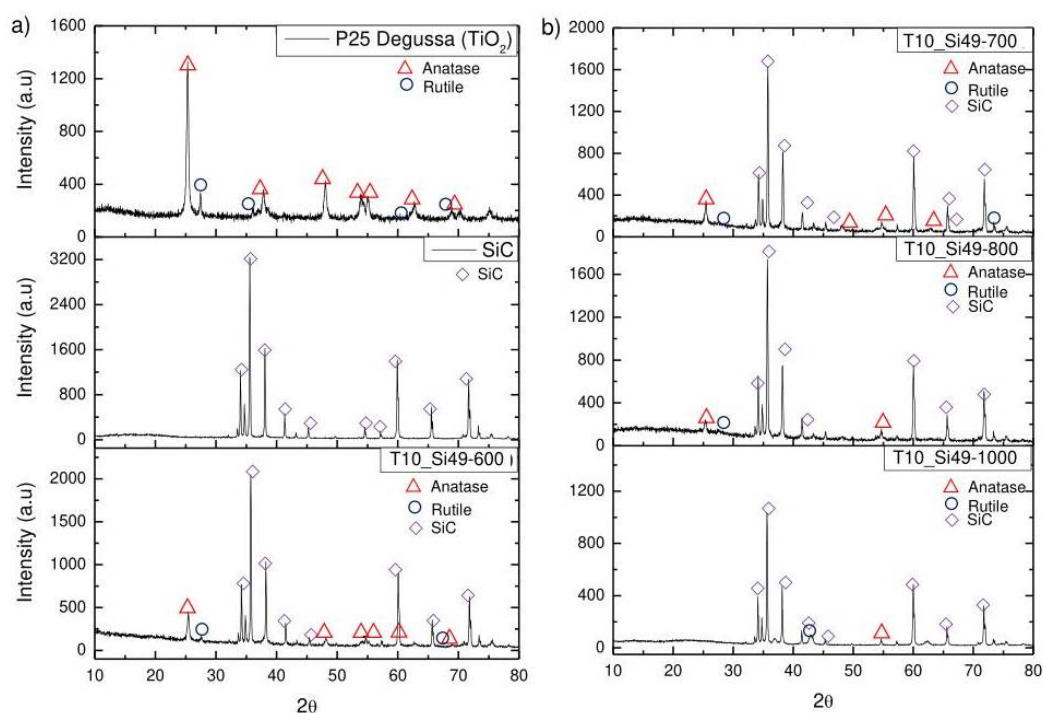 a)
P25 Degussa (TiO₂)
Anatase
Rutile
Intensity (a.u)
1600
1200
800
400
0
SiC
SiC
Intensity (a.u)
3200
2400
1600
800
0
T10_Si49-600
Anatase
Rutile
SiC
Intensity (a.u)
2000
1500
1000
500
0
10 20 30 40 50 60 70 80
2θ
b)
T10_Si49-700
Anatase
Rutile
SiC
2000
1600
1200
800
400
0
T10_Si49-800
Anatase
Rutile
SiC
1600
1200
800
400
0
T10_Si49-1000
Anatase
Rutile
SiC
1200
800
400
0
10 20 30 40 50 60 70 80
2θ